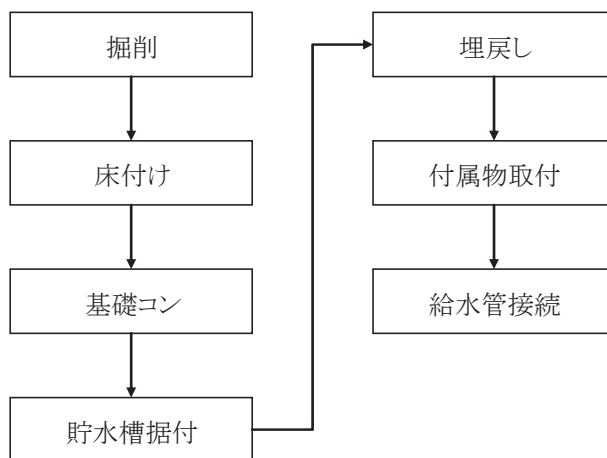 掘削
床付け
基礎コン
貯水槽据付
埋戻し
付属物取付
給水管接続